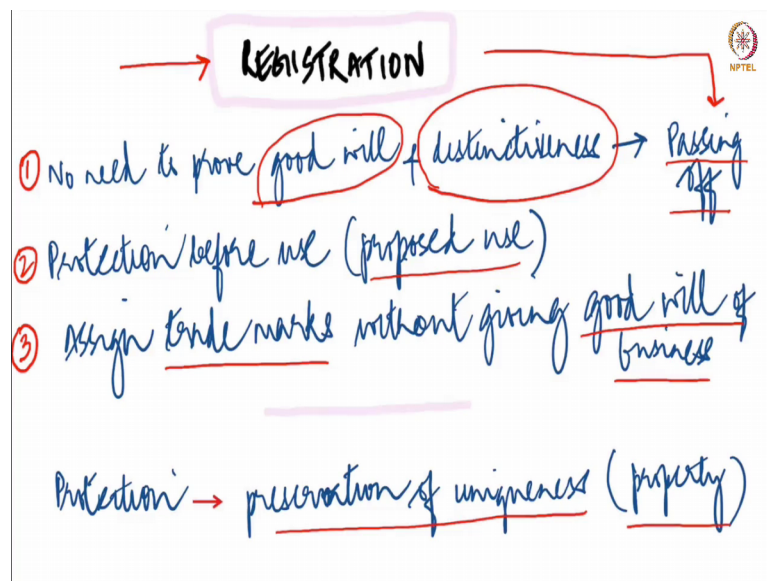 REGISTRATION
NPTEL
① No need to prove good will & distinctiveness → Passing off
② Protection before use (proposed use)
③ Assign trade marks without giving good will of
business
Protection → preservation of uniqueness (property)